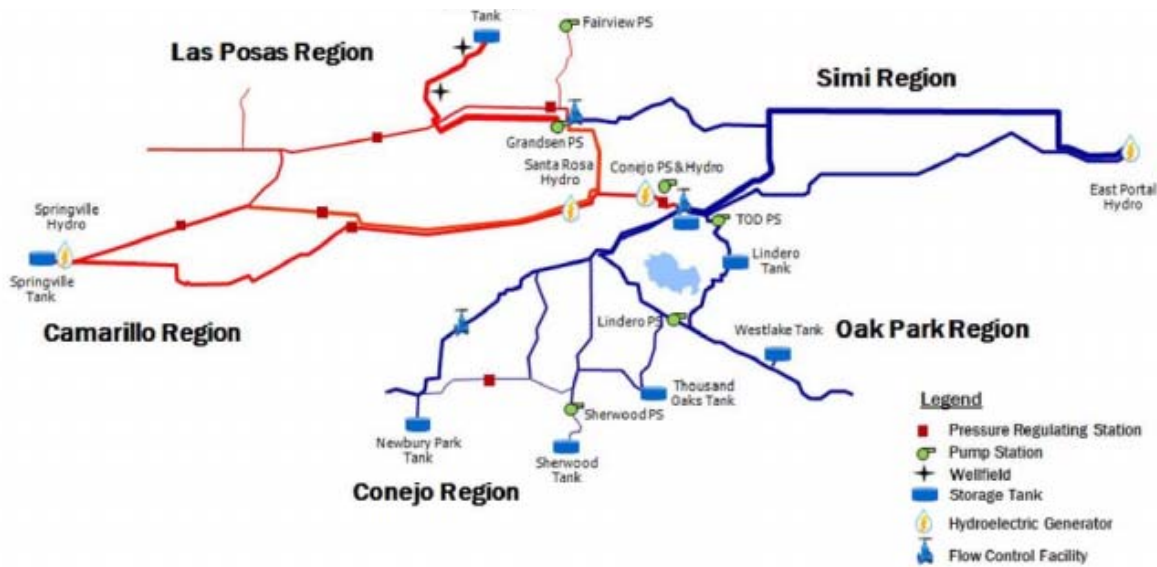 Tank
Fairview PS
Las Posas Region
Simi Region
Grandsen PS
Santa Rosa
Hydro
Conejo PS & Hydro
East Portal
Hydro
Springville
Hydro
TOD PS
Lindero
Tank
Springville
Tank
Camarillo Region
Lindero PS
Westlake Tank
Oak Park Region
Thousand
Oaks Tank
Newbury Park
Tank
Sherwood PS
Sherwood
Tank
Conejo Region
Legend
Pressure Regulating Station
Pump Station
Wellfield
Storage Tank
Hydroelectric Generator
Flow Control Facility